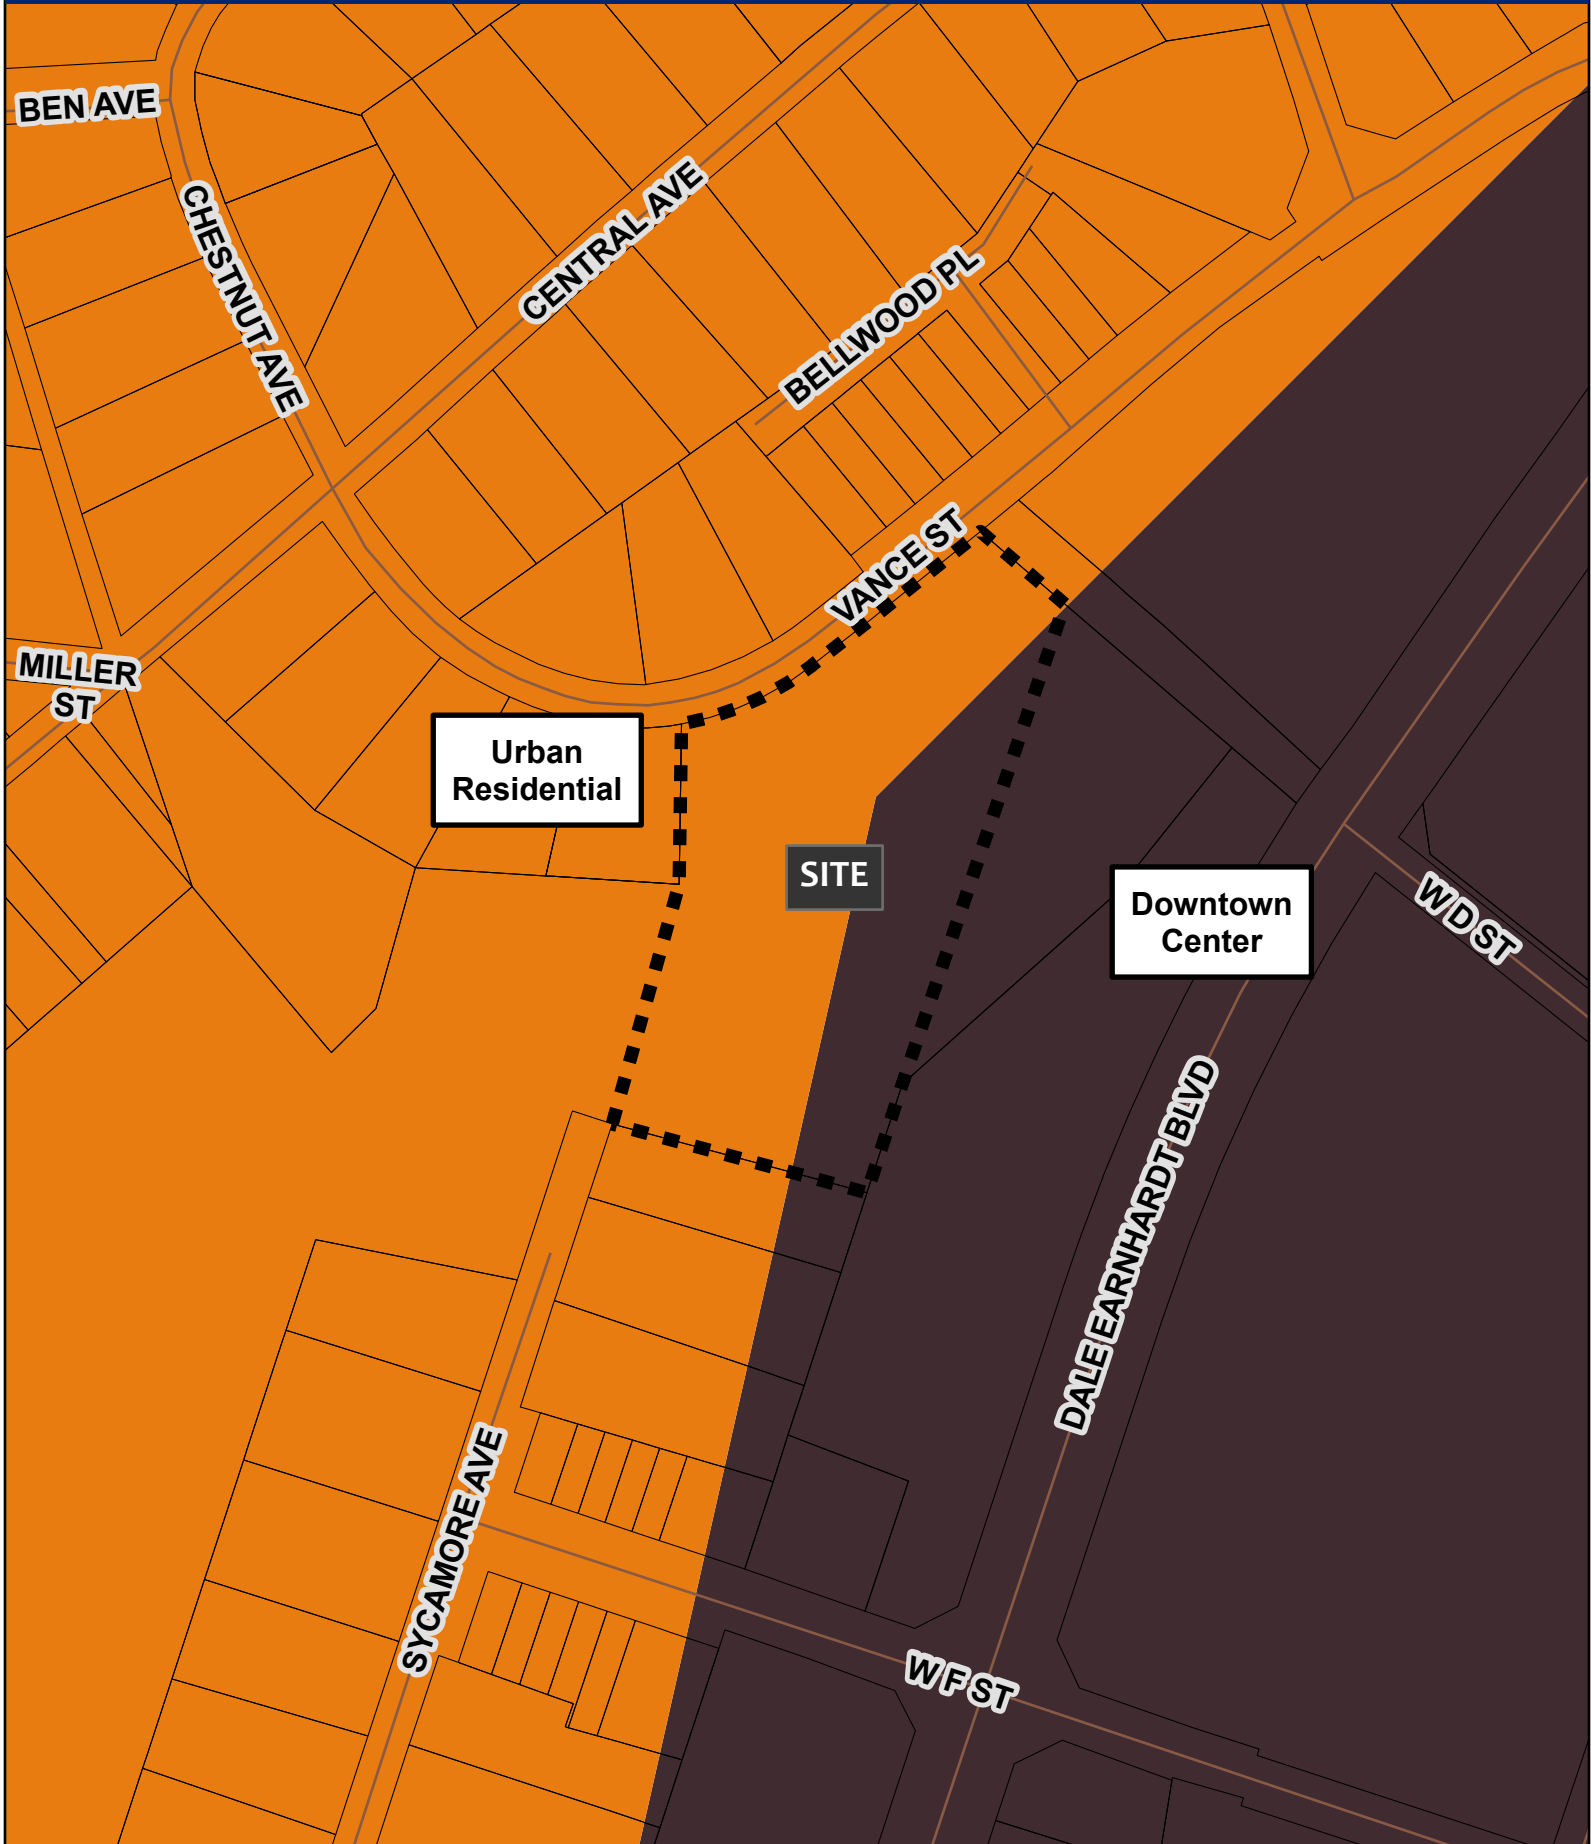 BEN AVE
CHESTNUT AVE
CENTRAL AVE
BELLWOOD PL
VANCE ST
MILLER
ST
Urban
Residential
SITE
Downtown
Center
W D ST
DALE EARNHARDT BLVD
SYCAMORE AVE
W F ST